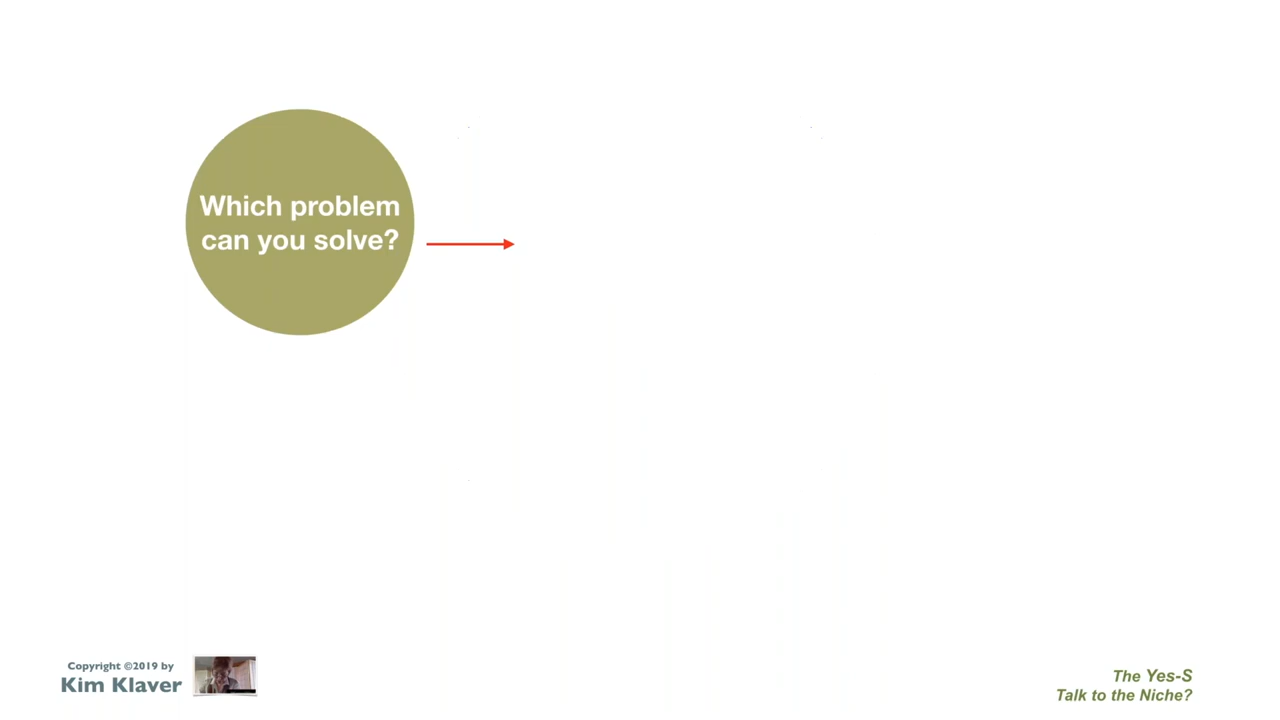 Which problem
can you solve?
Copyright ©2019 by
Kim Klaver
The Yes-S
Talk to the Niche?